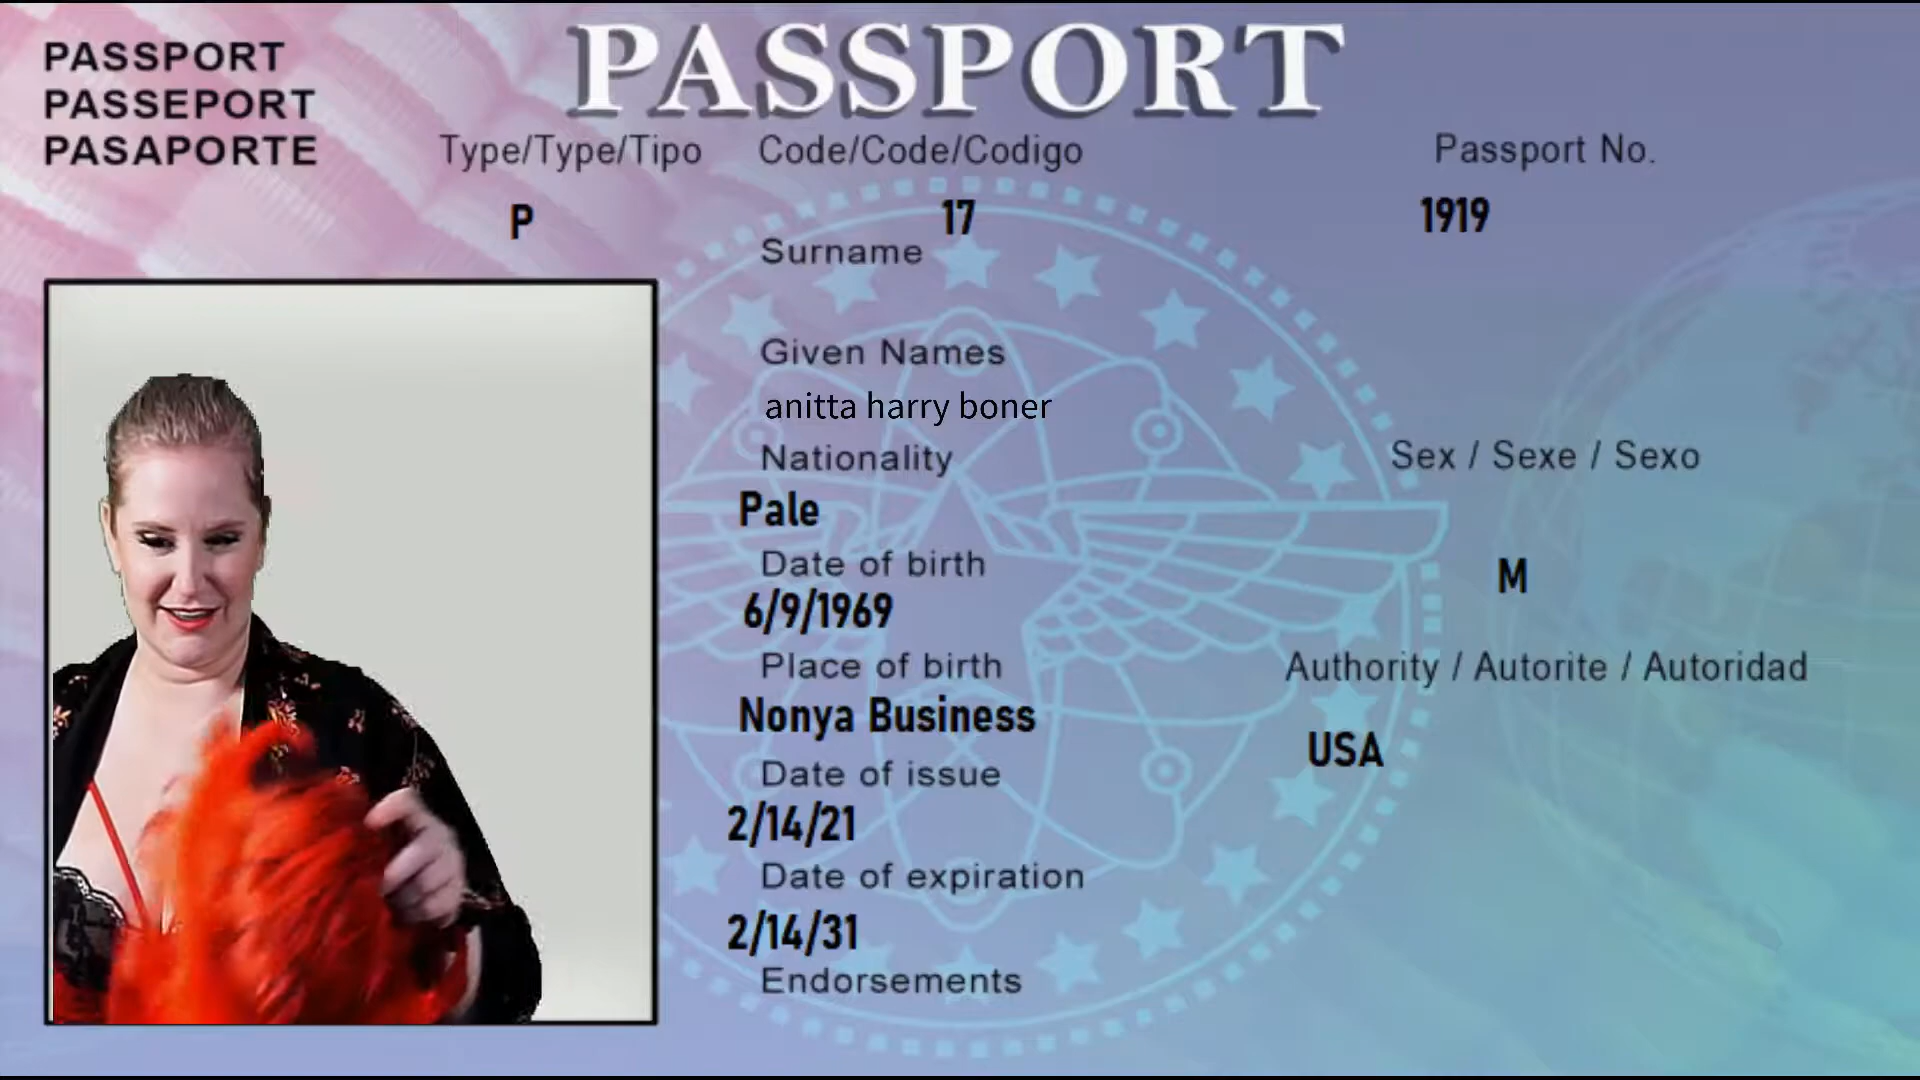 PASSPORT
PASSPORT
PASSEPORT
PASAPORTE
Type/Type/Tipo Code/Code/Codigo Passport No.
P 17 1919
Surname
Given Names
anitta harry boner
Nationality Sex / Sexe / Sexo
Pale
Date of birth M
6/9/1969
Place of birth Authority / Autorite / Autoridad
Nonya Business USA
Date of issue
2/14/21
Date of expiration
2/14/31
Endorsements